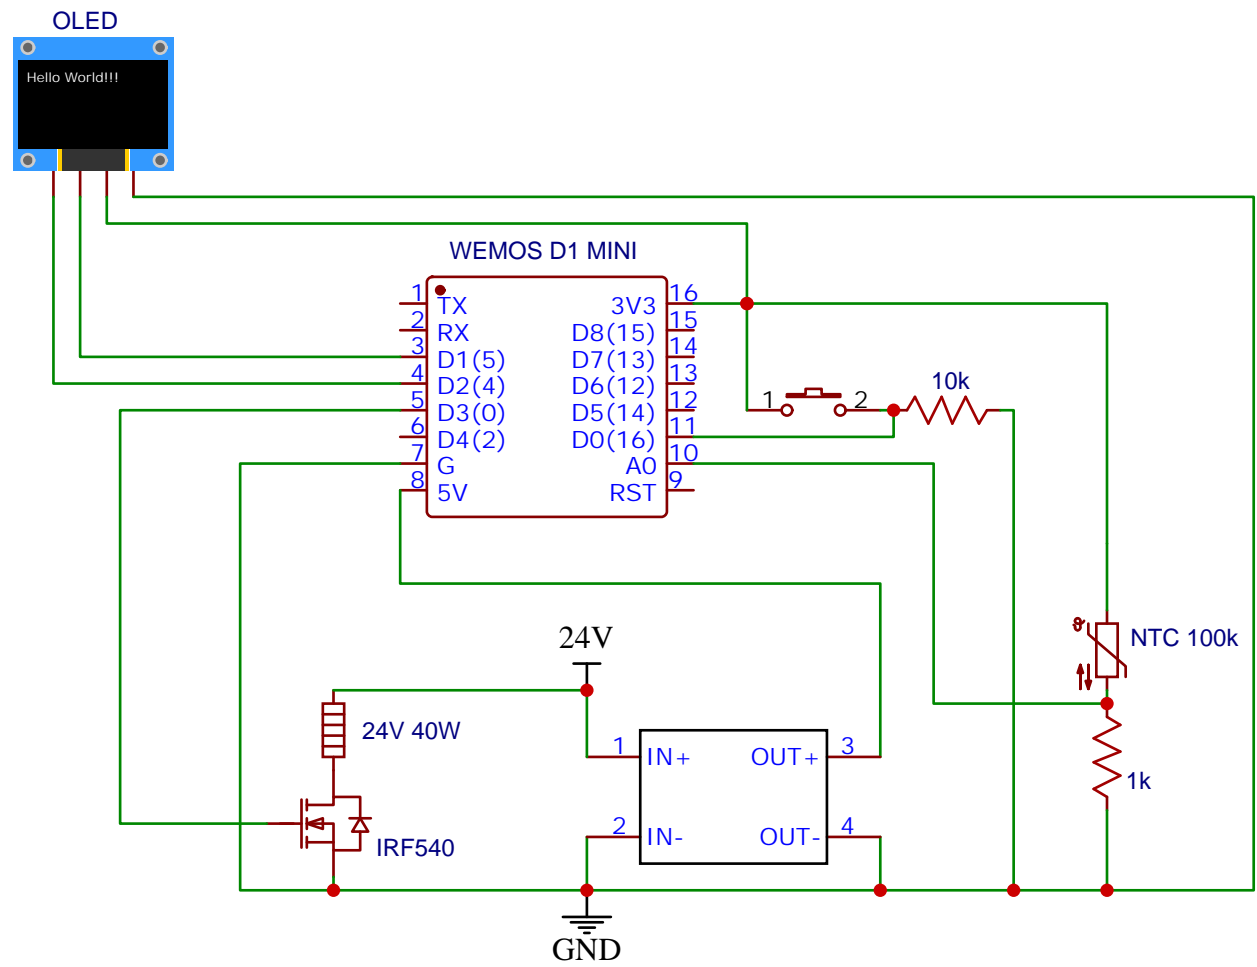 OLED
Hello World!!!
WEMOS D1 MINI
1 TX
2 RX
3 D1(5)
4 D2(4)
5 D3(0)
6 D4(2)
7 G
8 5V
3V3 16
D8(15) 15
D7(13) 14
D6(12) 13
D5(14) 12
D0(16) 11
A0 10
RST 9
1 2
10k
NTC 100k
1k
24V
24V 40W
IRF540
1 IN+
2 IN-
OUT+ 3
OUT- 4
GND